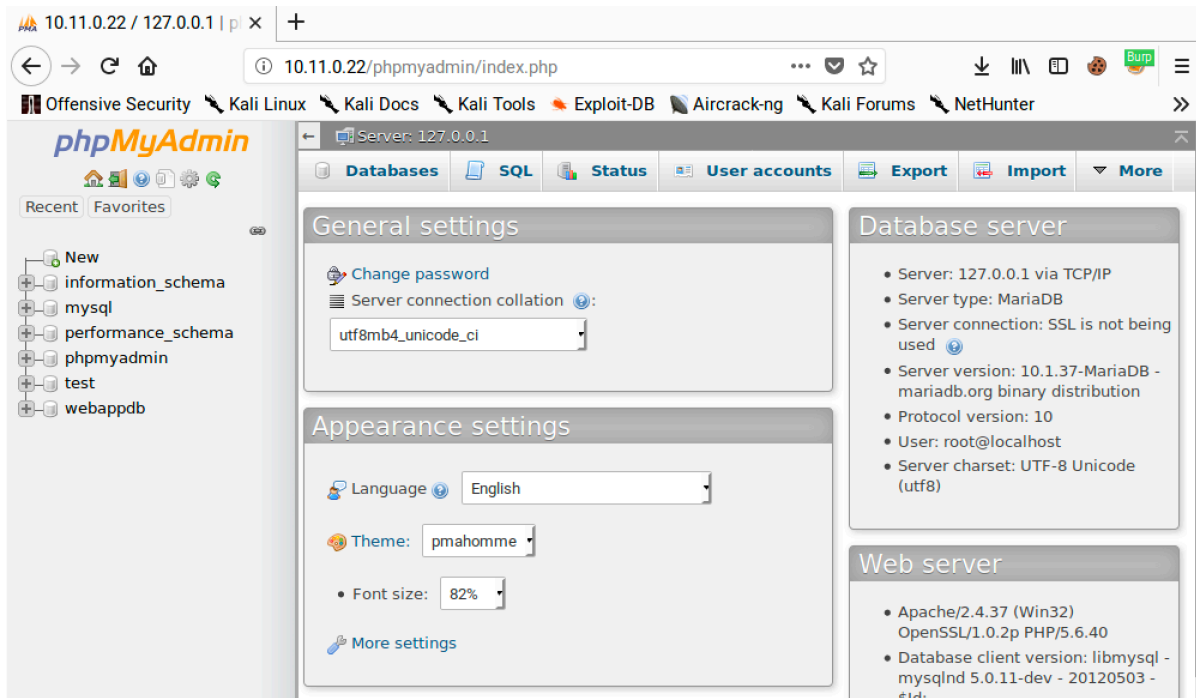 10.11.0.22 / 127.0.0.1 | p
10.11.0.22/phpmyadmin/index.php
Burp
Offensive Security Kali Linux Kali Docs Kali Tools Exploit-DB Aircrack-ng Kali Forums NetHunter
phpMyAdmin
Recent Favorites
New
information_schema
mysql
performance_schema
phpmyadmin
test
webappdb
Server: 127.0.0.1
Databases SQL Status User accounts Export Import More
General settings
Change password
Server connection collation :
utf8mb4_unicode_ci
Appearance settings
Language English
Theme: pmahomme
• Font size: 82%
More settings
Database server
• Server: 127.0.0.1 via TCP/IP
• Server type: MariaDB
• Server connection: SSL is not being
used
• Server version: 10.1.37-MariaDB -
mariadb.org binary distribution
• Protocol version: 10
• User: root@localhost
• Server charset: UTF-8 Unicode
(utf8)
Web server
• Apache/2.4.37 (Win32)
OpenSSL/1.0.2p PHP/5.6.40
• Database client version: libmysql -
mysqlnd 5.0.11-dev - 20120503 -
$Id: